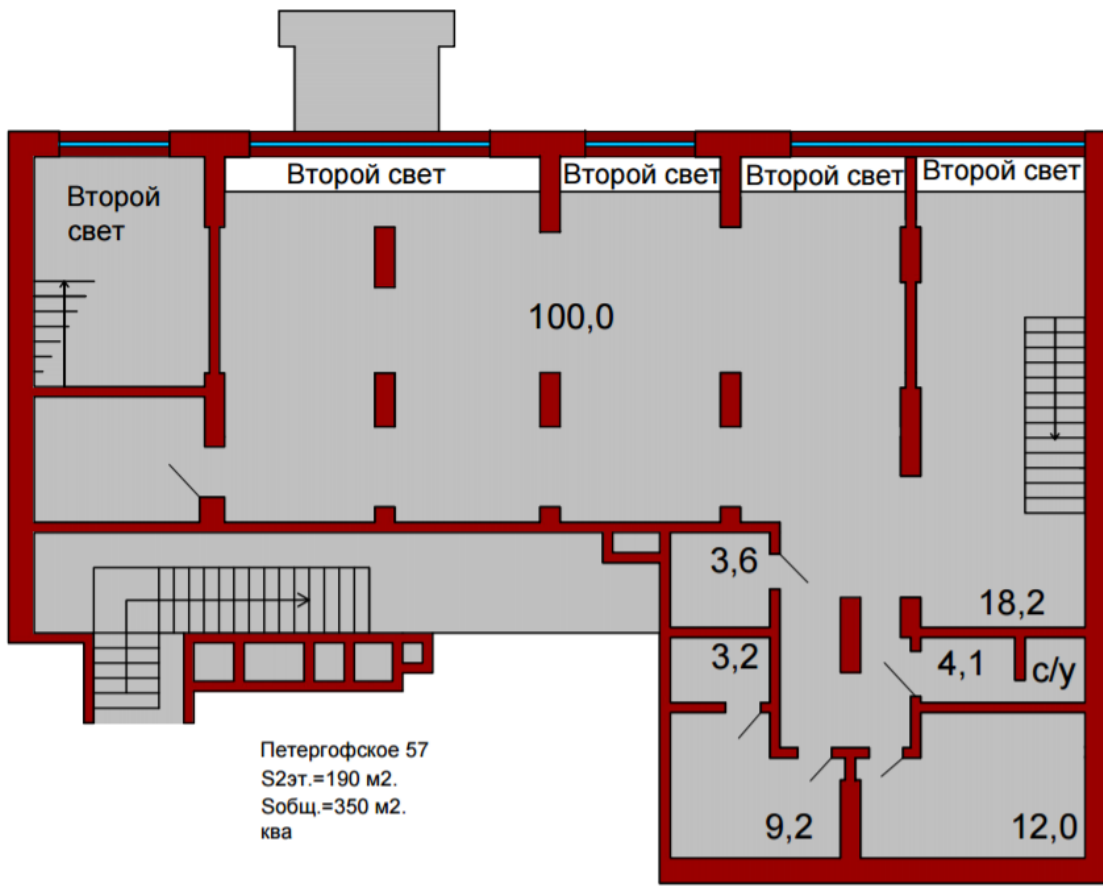 Второй свет
Второй свет
Второй свет
Второй свет
Второй
свет
100,0
3,6
18,2
3,2
4,1
с/у
9,2
12,0
Петергофское 57
S2эт.=190 м2.
Sобщ.=350 м2.
ква